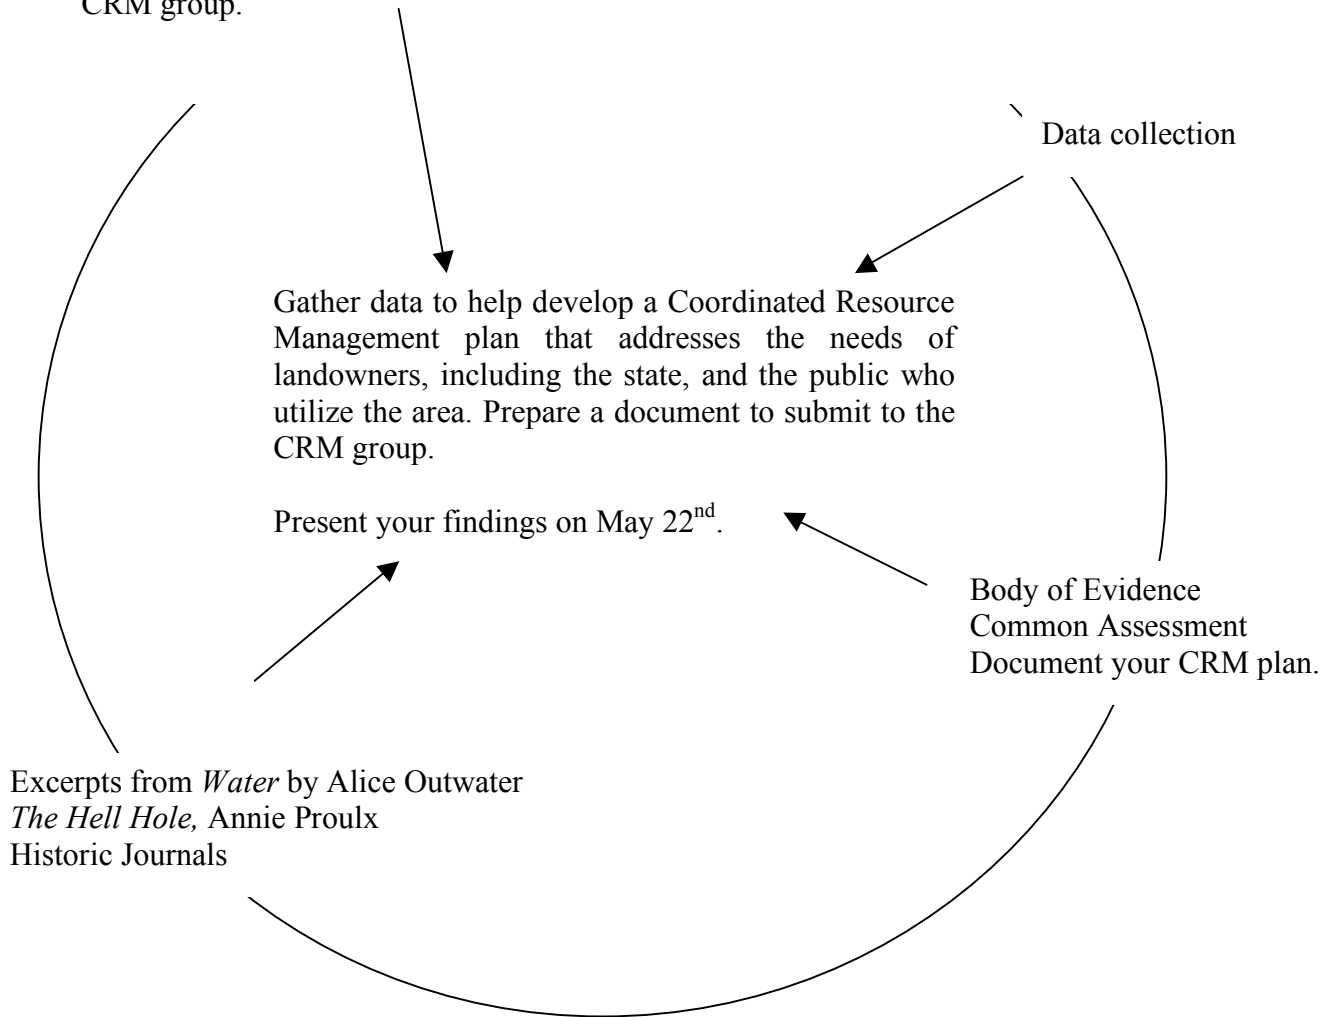 CRM group.
Data collection
Gather data to help develop a Coordinated Resource
Management plan that addresses the needs of
landowners, including the state, and the public who
utilize the area. Prepare a document to submit to the
CRM group.
Present your findings on May 22nd.
Body of Evidence
Common Assessment
Document your CRM plan.
Excerpts from Water by Alice Outwater
The Hell Hole, Annie Proulx
Historic Journals